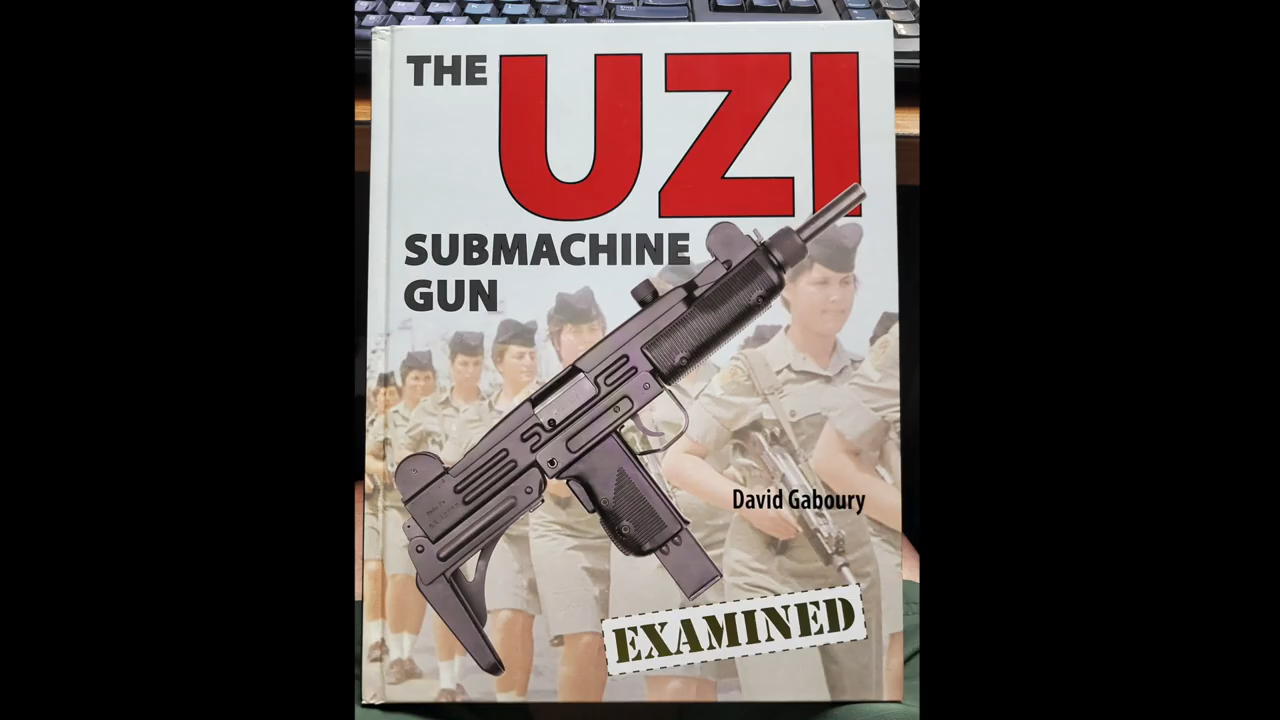 THE UZI
SUBMACHINE
GUN
David Gaboury
EXAMINED